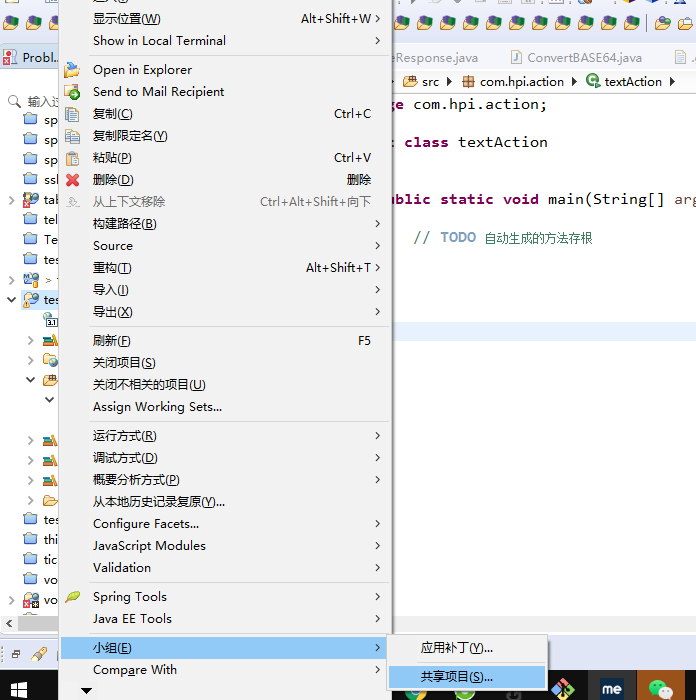 显示位置(W) Alt+Shift+W
Show in Local Terminal
Open in Explorer
Send to Mail Recipient
复制(C) Ctrl+C
复制限定名(Y)
粘贴(P) Ctrl+V
删除(D) 删除
从上下文移除 Ctrl+Alt+Shift+向下
构建路径(B)
Source
重构(T) Alt+Shift+T
导入(I)
导出(X)
刷新(F) F5
关闭项目(S)
关闭不相关的项目(U)
Assign Working Sets...
运行方式(R)
调试方式(D)
概要分析方式(P)
从本地历史记录复原(Y)...
Configure Facets...
JavaScript Modules
Validation
Spring Tools
Java EE Tools
小组(E)
Compare With
应用补丁(Y)...
共享项目(S)...
Probl
输入过
sp
sp
sp
ssl
tal
tel
Te
tes
tes
3.1
tes
thi
tic
vo
vo
eResponse.java
ConvertBASE64.java
src
com.hpi.action
textAction
ge com.hpi.action;
class textAction
ublic static void main(String[] arg
// TODO 自动生成的方法存根
me